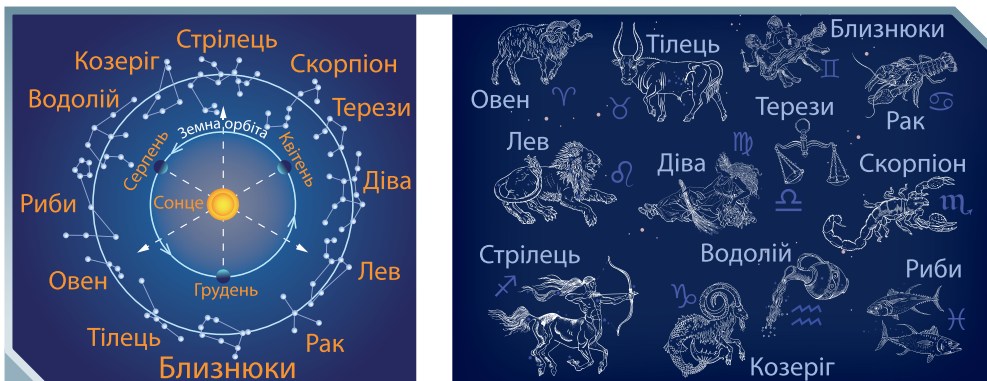 Стрілець
Козеріг
Скорпіон
Водолій
Терези
Земна орбіта
Серпень
Квітень
Діва
Риби
Сонце
Овен
Лев
Грудень
Тілець
Рак
Близнюки
Близнюки
Тілець
Овен
Терези
Рак
Лев
Діва
Скорпіон
Стрілець
Водолій
Риби
Козеріг